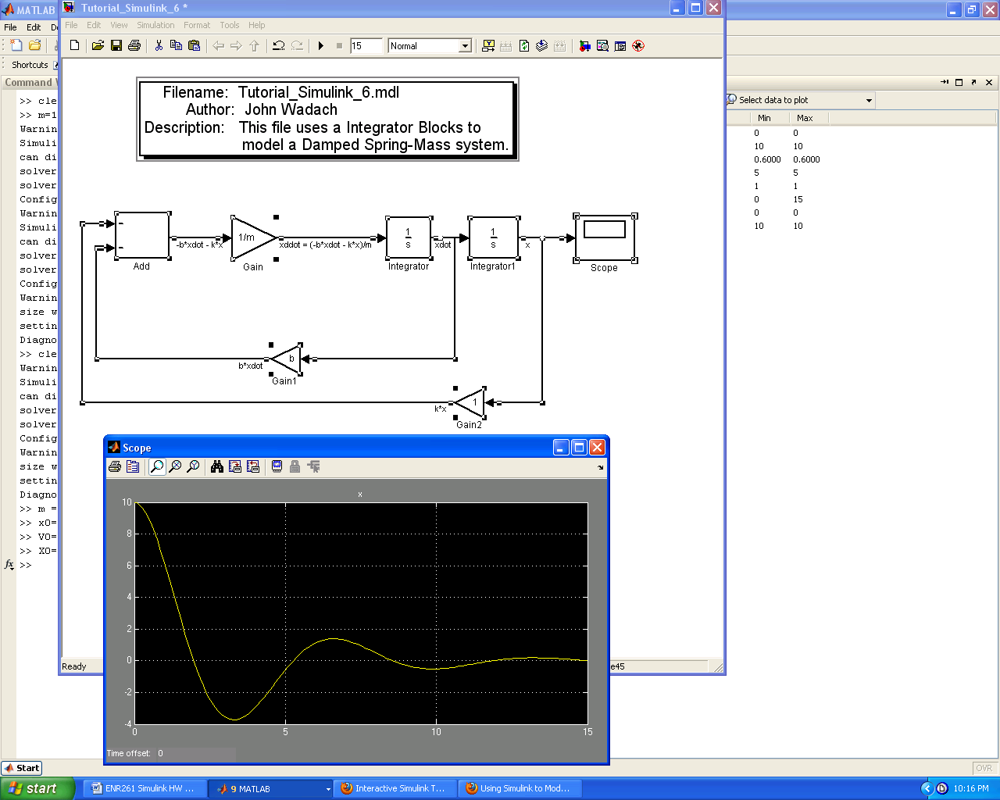 MATLAB
Tutorial_Simulink_6 *
File Edit View Simulation Format Tools Help
File Edit
15 Normal
Shortcuts
Command
Select data to plot
Min Max
0 0
10 10
0.6000 0.6000
5 5
1 1
0 15
0 0
10 10
>> cle
>> m=1
Warnin
Simuli
can di
solver
solver
Config
Warnin
Simuli
can di
solver
solver
Config
Warnin
size w
settin
Diagno
>> cle
Warnin
Simuli
can di
solver
solver
Config
Warnin
size w
settin
Diagno
>> m =
>> x0=
>> V0=
>> X0=
fx >>
Filename: Tutorial_Simulink_6.mdl
Author: John Wadach
Description: This file uses a Integrator Blocks to
model a Damped Spring-Mass system.
-
-
Add
-b*xdot - k*x
1/m
Gain
xddot = (-b*xdot - k*x)/m
1
s
Integrator
xdot
1
s
Integrator1
x
Scope
b*xdot
b
Gain1
k*x
1
Gain2
Ready
e45
Scope
x
10
8
6
4
2
0
-2
-4
0 5 10 15
Time offset: 0
Start
OVR
start
ENR261 Simulink HW ...
9 MATLAB
Interactive Simulink T...
Using Simulink to Mod...
10:16 PM